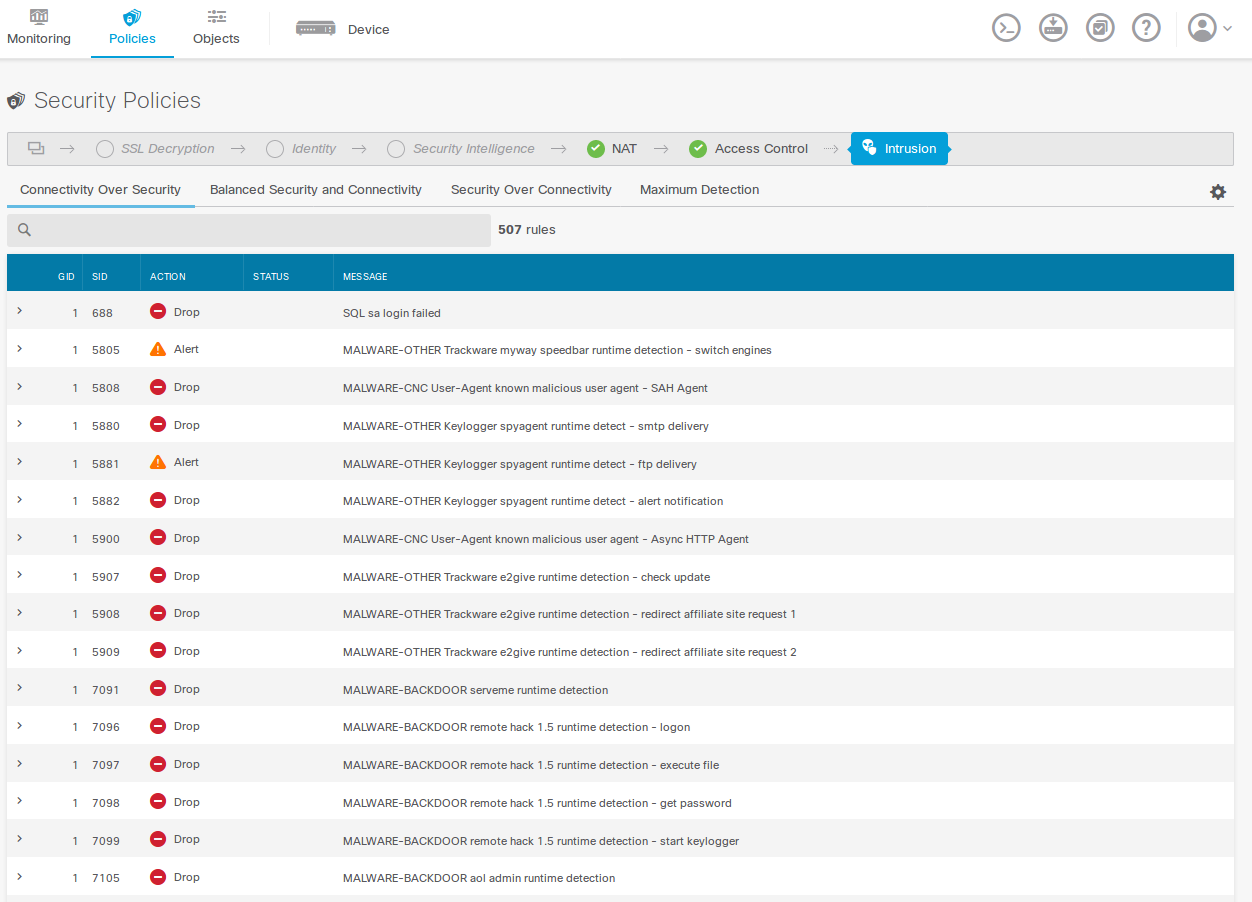 Monitoring Policies Objects Device
Security Policies
SSL Decryption Identity Security Intelligence NAT Access Control Intrusion
Connectivity Over Security Balanced Security and Connectivity Security Over Connectivity Maximum Detection
507 rules
GID SID ACTION STATUS MESSAGE
1 688 Drop SQL sa login failed
1 5805 Alert MALWARE-OTHER Trackware myway speedbar runtime detection - switch engines
1 5808 Drop MALWARE-CNC User-Agent known malicious user agent - SAH Agent
1 5880 Drop MALWARE-OTHER Keylogger spyagent runtime detect - smtp delivery
1 5881 Alert MALWARE-OTHER Keylogger spyagent runtime detect - ftp delivery
1 5882 Drop MALWARE-OTHER Keylogger spyagent runtime detect - alert notification
1 5900 Drop MALWARE-CNC User-Agent known malicious user agent - Async HTTP Agent
1 5907 Drop MALWARE-OTHER Trackware e2give runtime detection - check update
1 5908 Drop MALWARE-OTHER Trackware e2give runtime detection - redirect affiliate site request 1
1 5909 Drop MALWARE-OTHER Trackware e2give runtime detection - redirect affiliate site request 2
1 7091 Drop MALWARE-BACKDOOR serveme runtime detection
1 7096 Drop MALWARE-BACKDOOR remote hack 1.5 runtime detection - logon
1 7097 Drop MALWARE-BACKDOOR remote hack 1.5 runtime detection - execute file
1 7098 Drop MALWARE-BACKDOOR remote hack 1.5 runtime detection - get password
1 7099 Drop MALWARE-BACKDOOR remote hack 1.5 runtime detection - start keylogger
1 7105 Drop MALWARE-BACKDOOR aol admin runtime detection